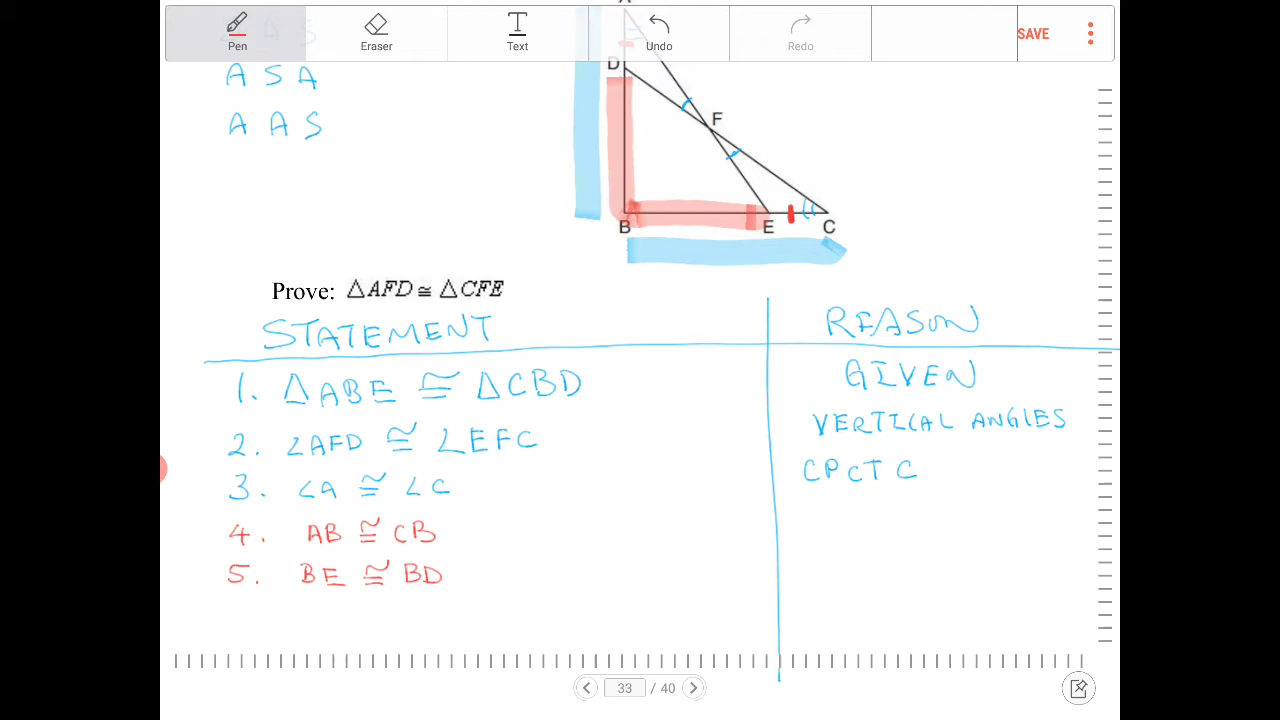 Pen Eraser Text Undo Redo SAVE
A S A
A A S
D
F
B E C
Prove: △AFD ≅ △CFE
STATEMENT REASON
1. △ABE ≅ △CBD GIVEN
2. ∠AFD ≅ ∠EFC VERTICAL ANGLES
3. ∠A ≅ ∠C CPCTC
4. AB ≅ CB
5. BE ≅ BD
33 / 40